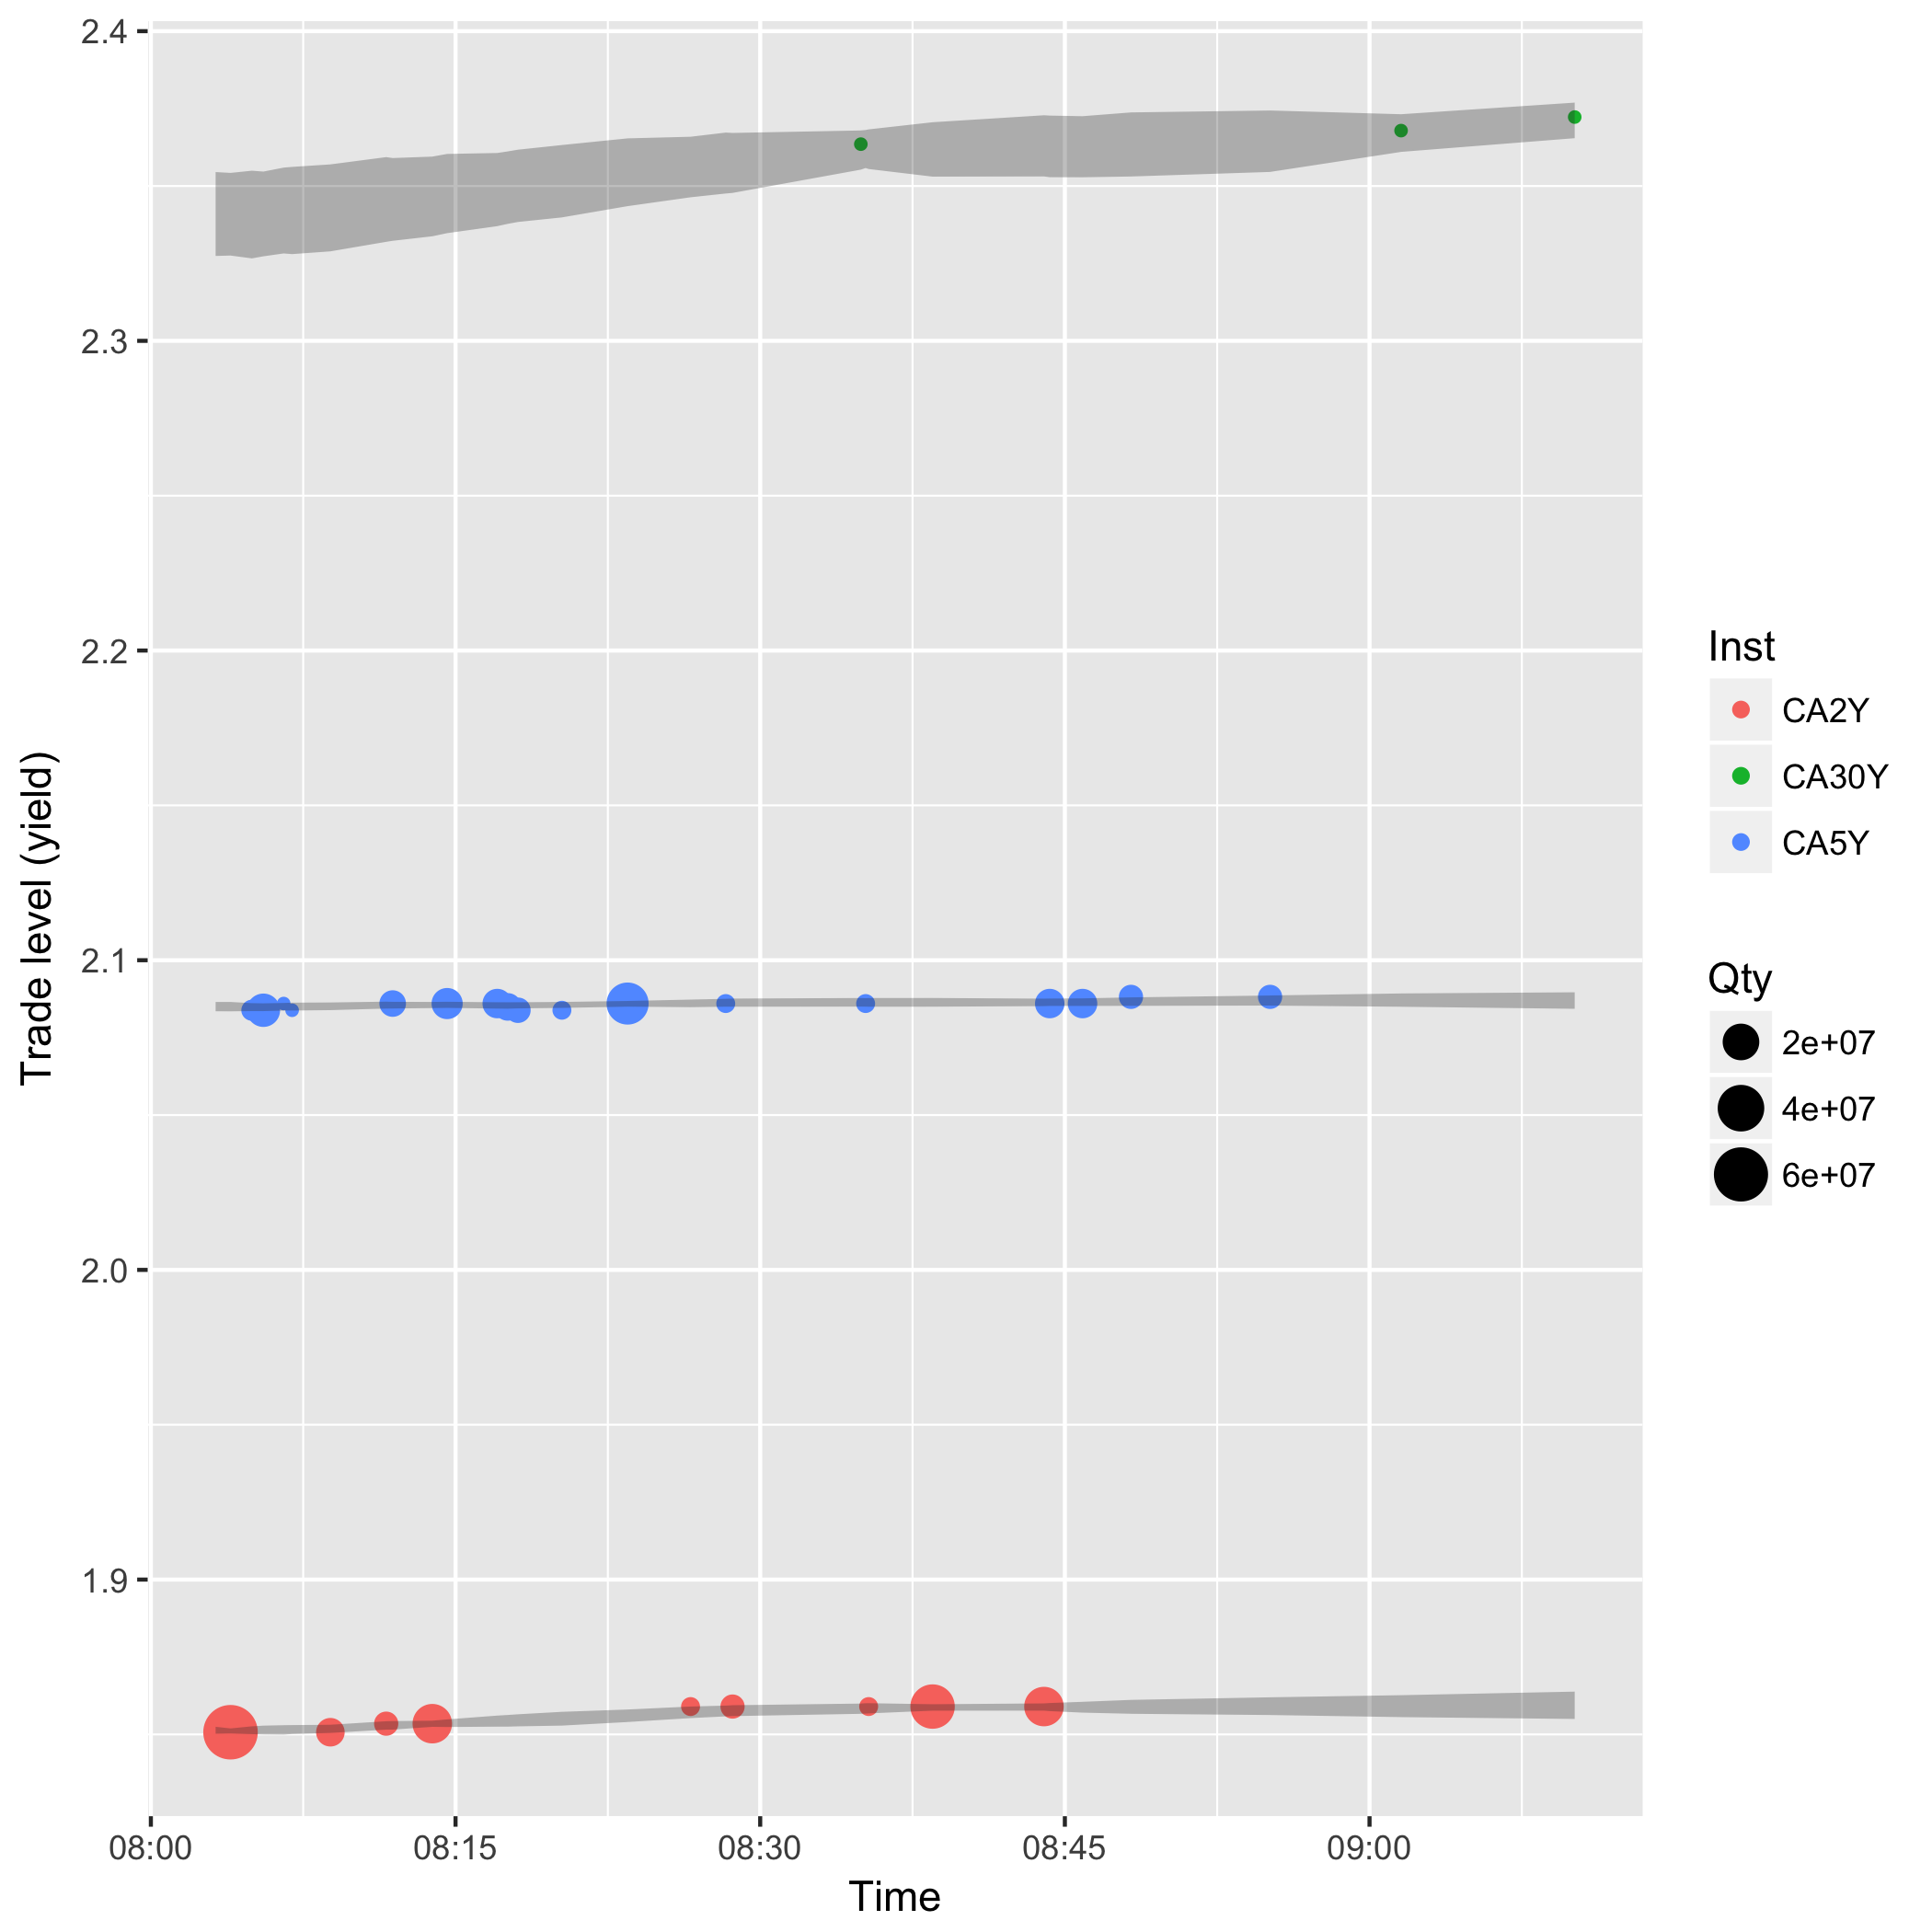 2.4
2.3
2.2
2.1
2.0
1.9
Trade level (yield)
08:00 08:15 08:30 08:45 09:00
Time
Inst
CA2Y
CA30Y
CA5Y
Qty
2e+07
4e+07
6e+07